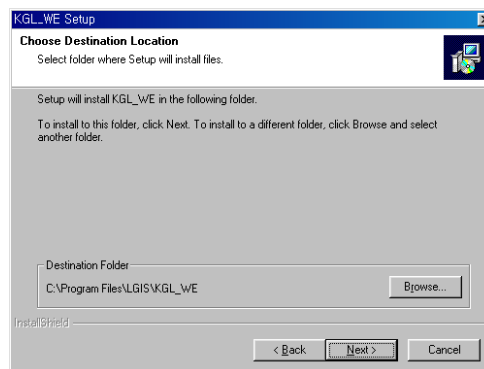 KGL_WE Setup
Choose Destination Location
Select folder where Setup will install files.
Setup will install KGL_WE in the following folder.
To install to this folder, click Next. To install to a different folder, click Browse and select
another folder.
Destination Folder
C:\Program Files\LGIS\KGL_WE
Browse...
InstallShield
< Back
Next >
Cancel